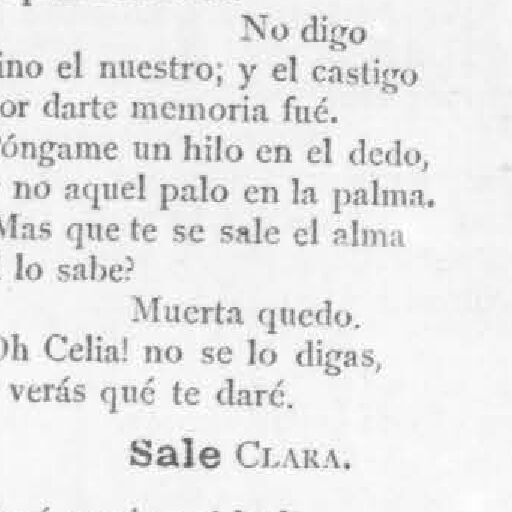 No digo
ino el nuestro; y el castigo
or darte memoria fué.
óngame un hilo en el dedo,
no aquel palo en la palma.
Mas que te se sale el alma
lo sabe?
Muerta quedo.
Oh Celia! no se lo digas,
verás qué te daré.
Sale CLARA.